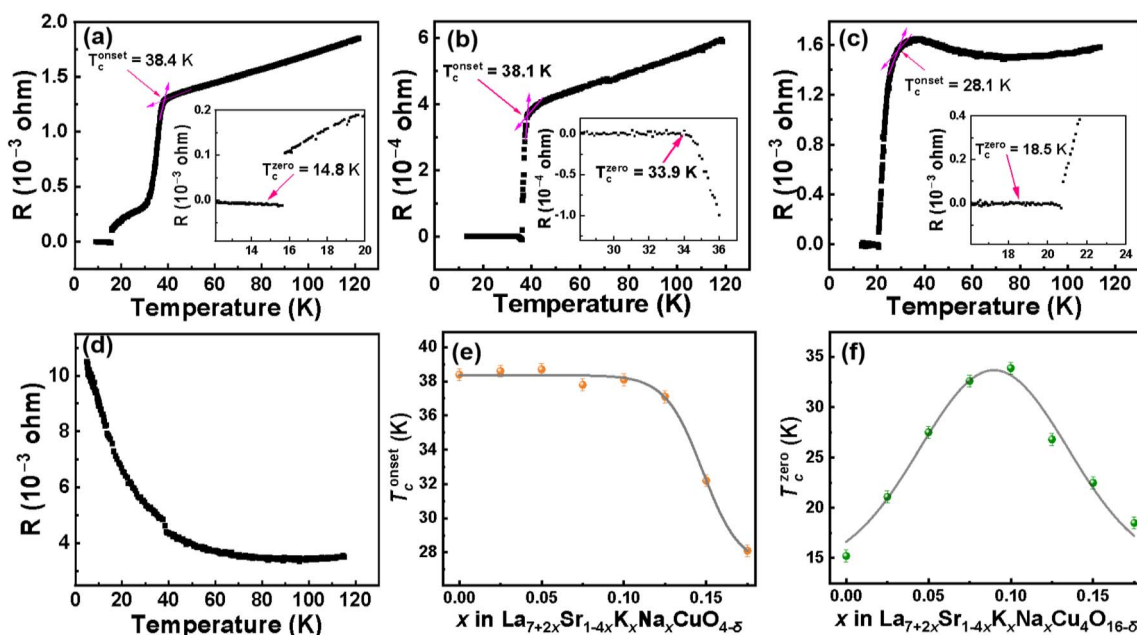 (a)
T_c^onset = 38.4 K
T_c^zero = 14.8 K
R (10⁻³ ohm)
2.0
1.5
1.0
0.5
0.0
R (10⁻³ ohm)
0.2
0.1
0.0
14 16 18 20
0 20 40 60 80 100 120
Temperature (K)
(b)
T_c^onset = 38.1 K
T_c^zero = 33.9 K
R (10⁻⁴ ohm)
8
6
4
2
0
R (10⁻⁴ ohm)
0.0
-0.5
-1.0
30 32 33 34 36
0 20 40 60 80 100 120
Temperature (K)
(c)
T_c^onset = 28.1 K
T_c^zero = 18.5 K
R (10⁻³ ohm)
1.6
1.2
0.8
0.4
0.0
R (10⁻³ ohm)
0.4
0.2
0.0
18 20 22 24
0 20 40 60 80 100 120
Temperature (K)
(d)
R (10⁻³ ohm)
10
8
6
4
0 20 40 60 80 100 120
Temperature (K)
(e)
T_c^onset (K)
40
38
36
34
32
30
28
0.00 0.05 0.10 0.15
x in La₇₊₂ₓSr₁₋₄ₓKₓNaₓCuO₄₋δ
(f)
T_c^zero (K)
35
30
25
20
15
0.00 0.05 0.10 0.15
x in La₇₊₂ₓSr₁₋₄ₓKₓNaₓCu₄O₁₆₋δ